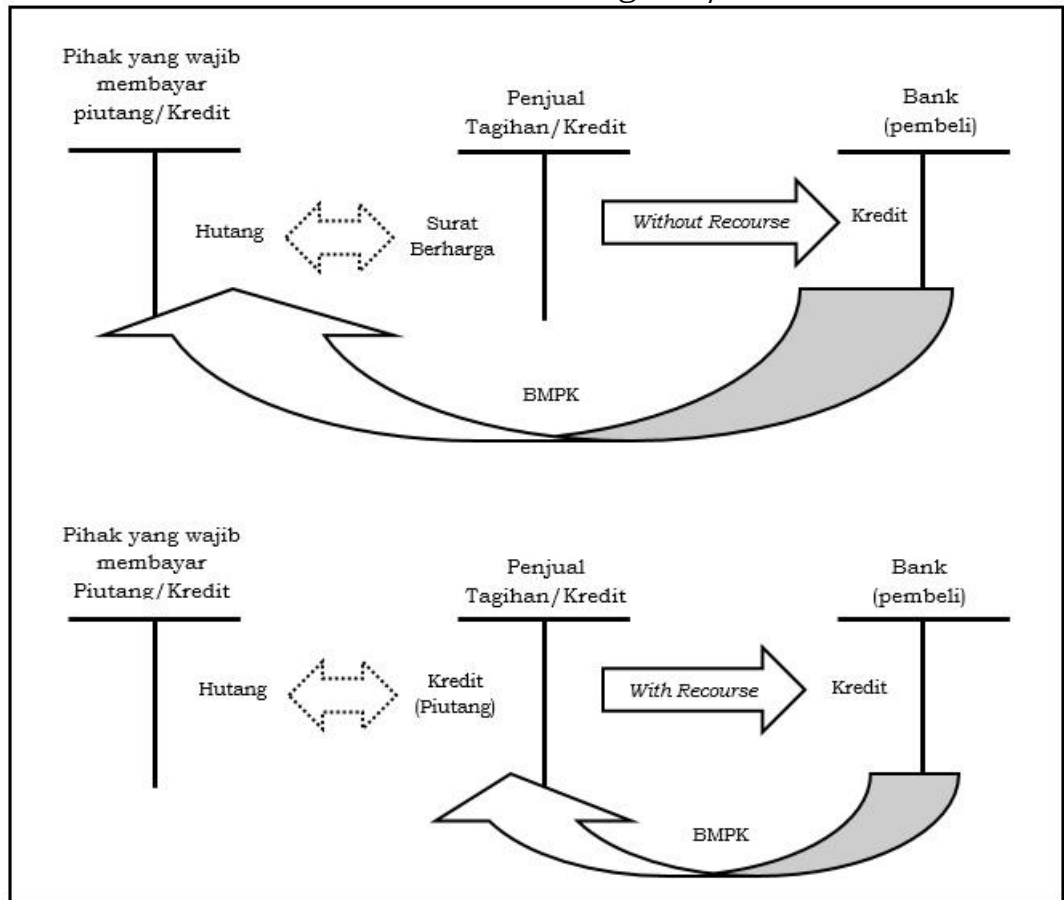 Pihak yang wajib
membayar
piutang/Kredit
Penjual
Tagihan/Kredit
Bank
(pembeli)
Hutang
Surat
Berharga
Without Recourse
Kredit
BMPK
Pihak yang wajib
membayar
Piutang/Kredit
Penjual
Tagihan/Kredit
Bank
(pembeli)
Hutang
Kredit
(Piutang)
With Recourse
Kredit
BMPK